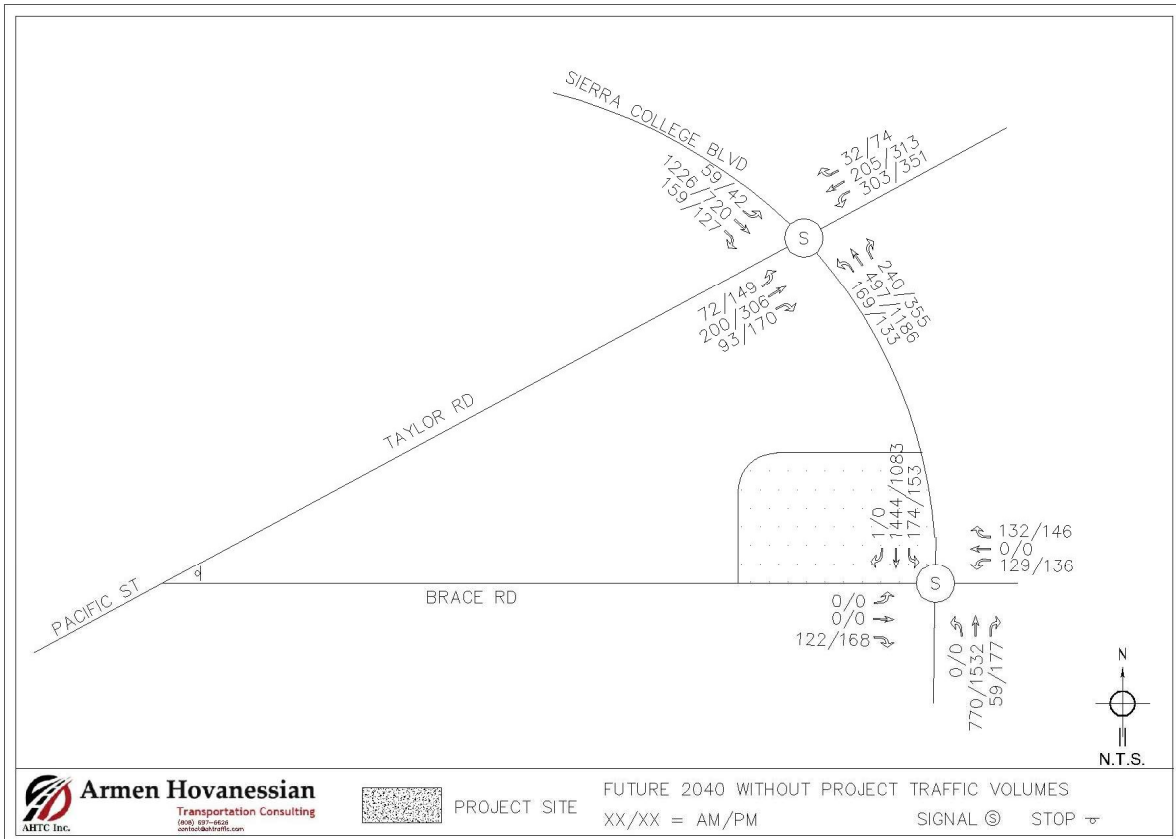 SIERRA COLLEGE BLVD
32/74
205/313
303/351
59/42
1226/720
159/127
S
240/355
497/1186
169/133
72/149
200/306
93/170
TAYLOR RD
1/0
1444/1083
174/153
132/146
0/0
129/136
S
PACIFIC ST
BRACE RD
0/0
0/0
122/168
0/0
770/1532
59/177
N
N.T.S.
AHTC Inc.
Armen Hovanessian
Transportation Consulting
contact@ahtraffic.com
PROJECT SITE
FUTURE 2040 WITHOUT PROJECT TRAFFIC VOLUMES
XX/XX = AM/PM
SIGNAL S STOP